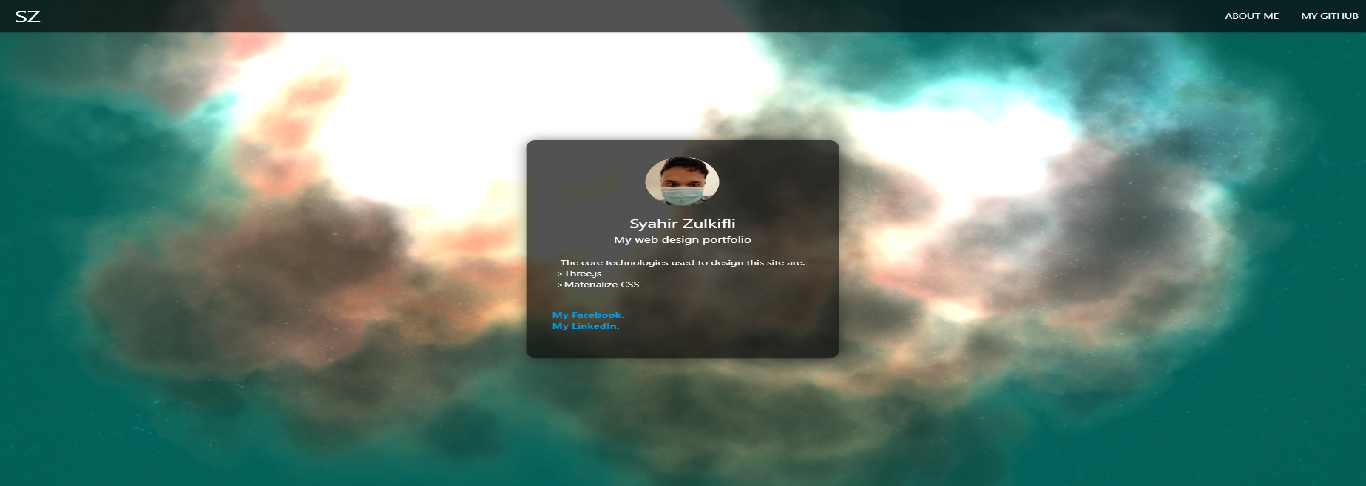 SZ
ABOUT ME MY GITHUB
Syahir Zulkifli
My web design portfolio
The core technologies used to design this site are:
> Threejs
> Materialize CSS
My Facebook.
My LinkedIn.